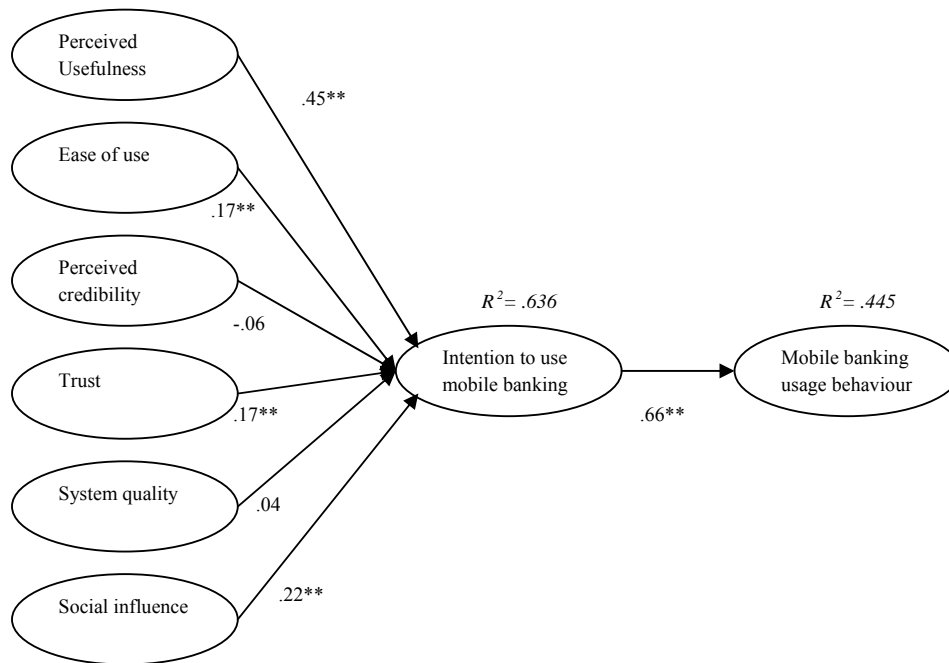 Perceived
Usefulness
.45**
Ease of use
.17**
Perceived
credibility
-.06
Trust
.17**
System quality
.04
Social influence
.22**
R² = .636
Intention to use
mobile banking
.66**
R² = .445
Mobile banking
usage behaviour